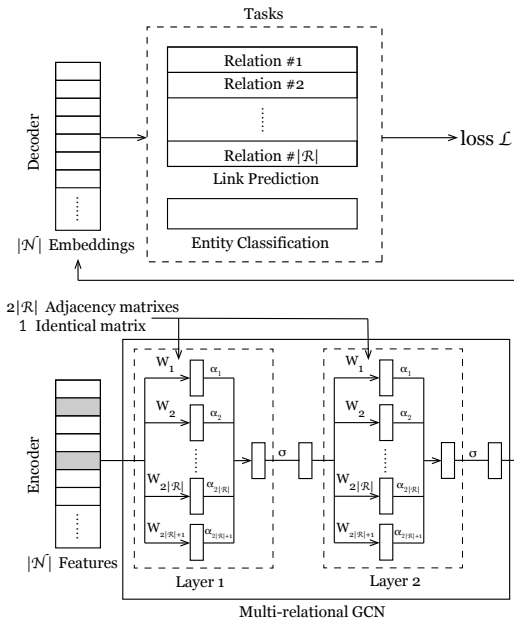 Tasks
Relation #1
Relation #2
......
Relation #|ℛ|
Link Prediction
Entity Classification
Decoder
......
|𝒩| Embeddings
loss ℒ
2|ℛ| Adjacency matrixes
1 Identical matrix
Encoder
......
|𝒩| Features
W₁ α₁
W₂ α₂
......
W₂|ℛ| α₂|ℛ|
W₂|ℛ|₊₁ α₂|ℛ|₊₁
Layer 1
σ
W₁ α₁
W₂ α₂
......
W₂|ℛ| α₂|ℛ|
W₂|ℛ|₊₁ α₂|ℛ|₊₁
Layer 2
σ
Multi-relational GCN